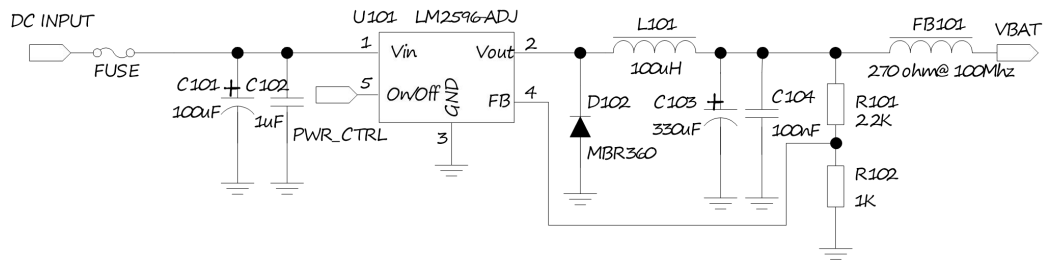 DC INPUT
FUSE
C101
100uF
C102
1uF
PWR_CTRL
U101 LM2596-ADJ
1
Vin
Vout
2
5
On/Off
GND
FB
4
3
D102
MBR360
L101
100uH
C103
330uF
C104
100nF
R101
2.2K
R102
1K
FB101
270 ohm@ 100Mhz
VBAT